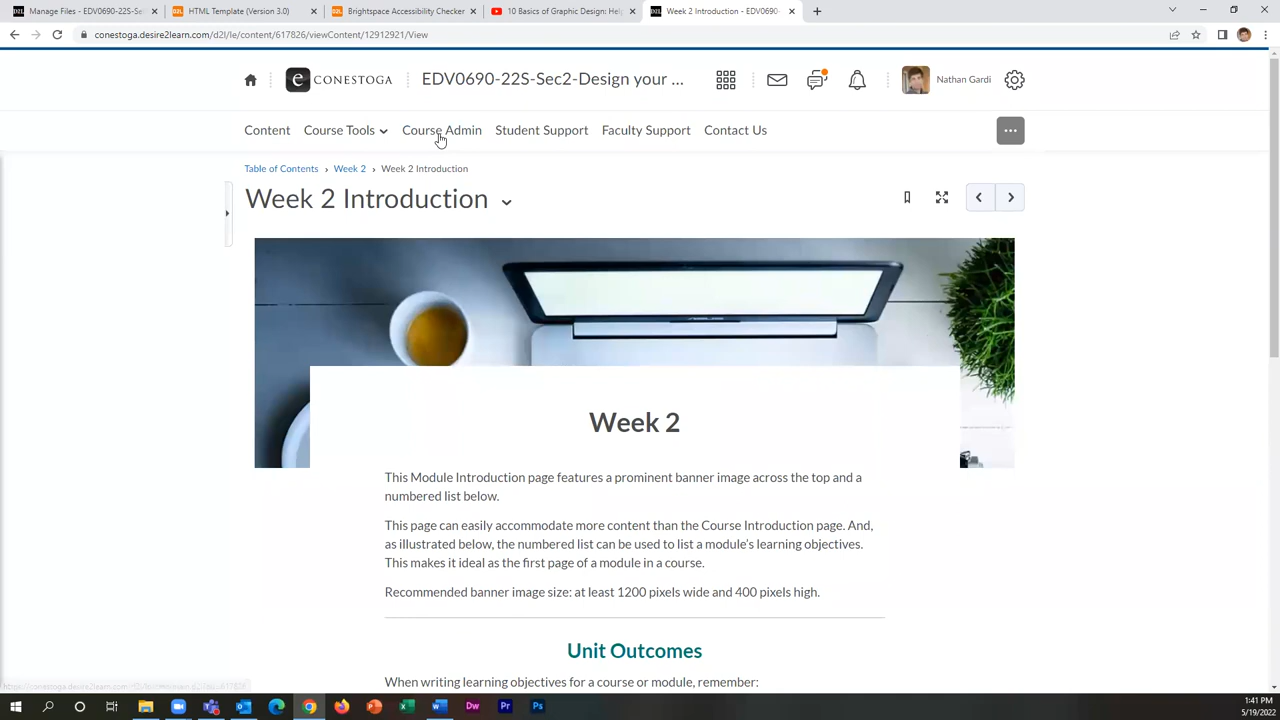 Manage Files - EDV0690-22S-Sec
HTML Template (Version 3.0)
Brightspace Accessibility Checker
10 Basics of Graphic Design: Hel
Week 2 Introduction - EDV0690-
conestoga.desire2learn.com/d2l/le/content/617826/viewContent/12912921/View
CONESTOGA
EDV0690-22S-Sec2-Design your ...
Nathan Gardi
Content
Course Tools
Course Admin
Student Support
Faculty Support
Contact Us
Table of Contents › Week 2 › Week 2 Introduction
Week 2 Introduction
Week 2
This Module Introduction page features a prominent banner image across the top and a
numbered list below.
This page can easily accommodate more content than the Course Introduction page. And,
as illustrated below, the numbered list can be used to list a module's learning objectives.
This makes it ideal as the first page of a module in a course.
Recommended banner image size: at least 1200 pixels wide and 400 pixels high.
Unit Outcomes
When writing learning objectives for a course or module, remember:
1:41 PM
5/19/2022